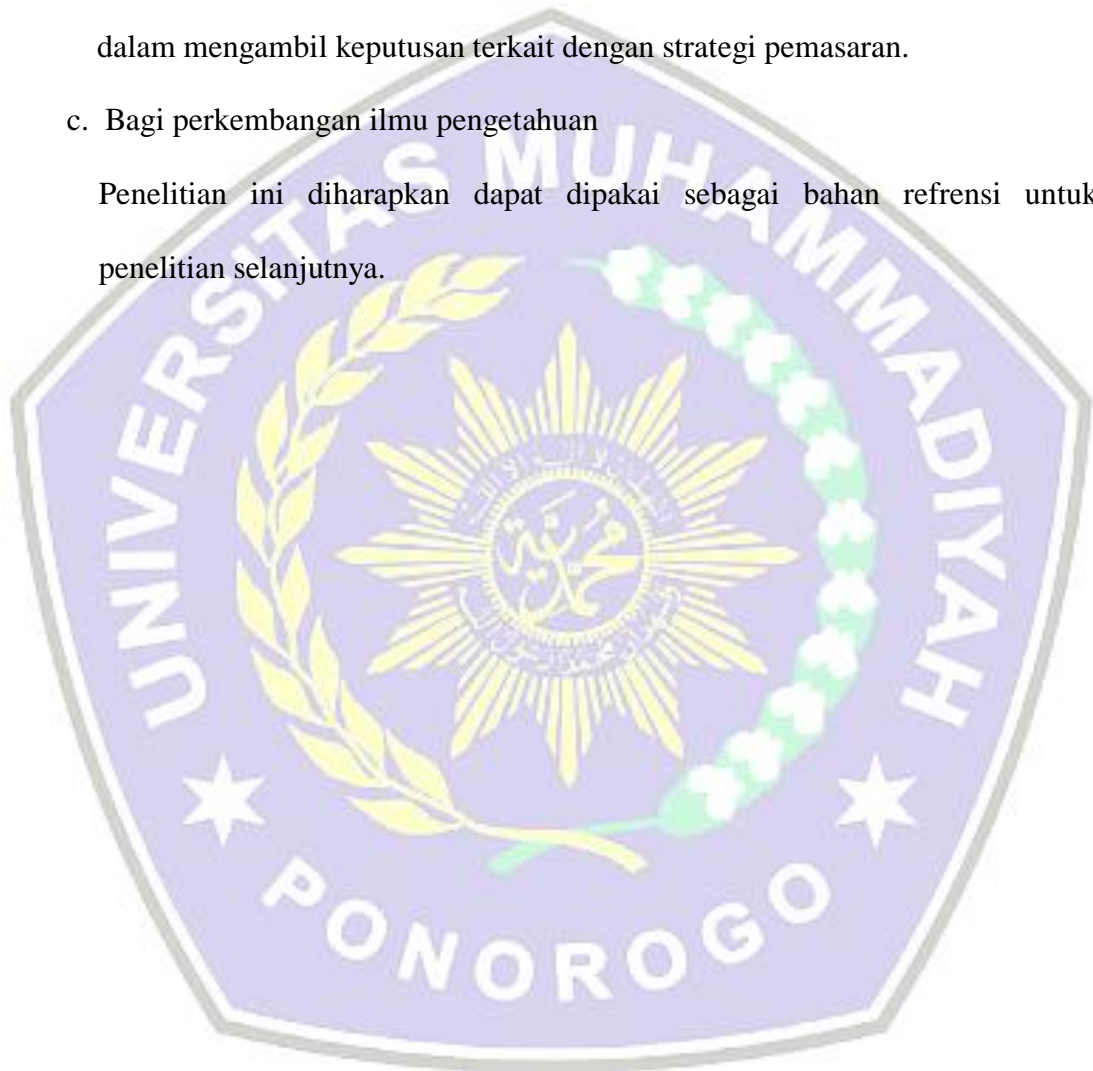 dalam mengambil keputusan terkait dengan strategi pemasaran.
c. Bagi perkembangan ilmu pengetahuan
Penelitian ini diharapkan dapat dipakai sebagai bahan refrensi untuk
penelitian selanjutnya.
UNIVERSITAS MUHAMMADIYAH
PONOROGO